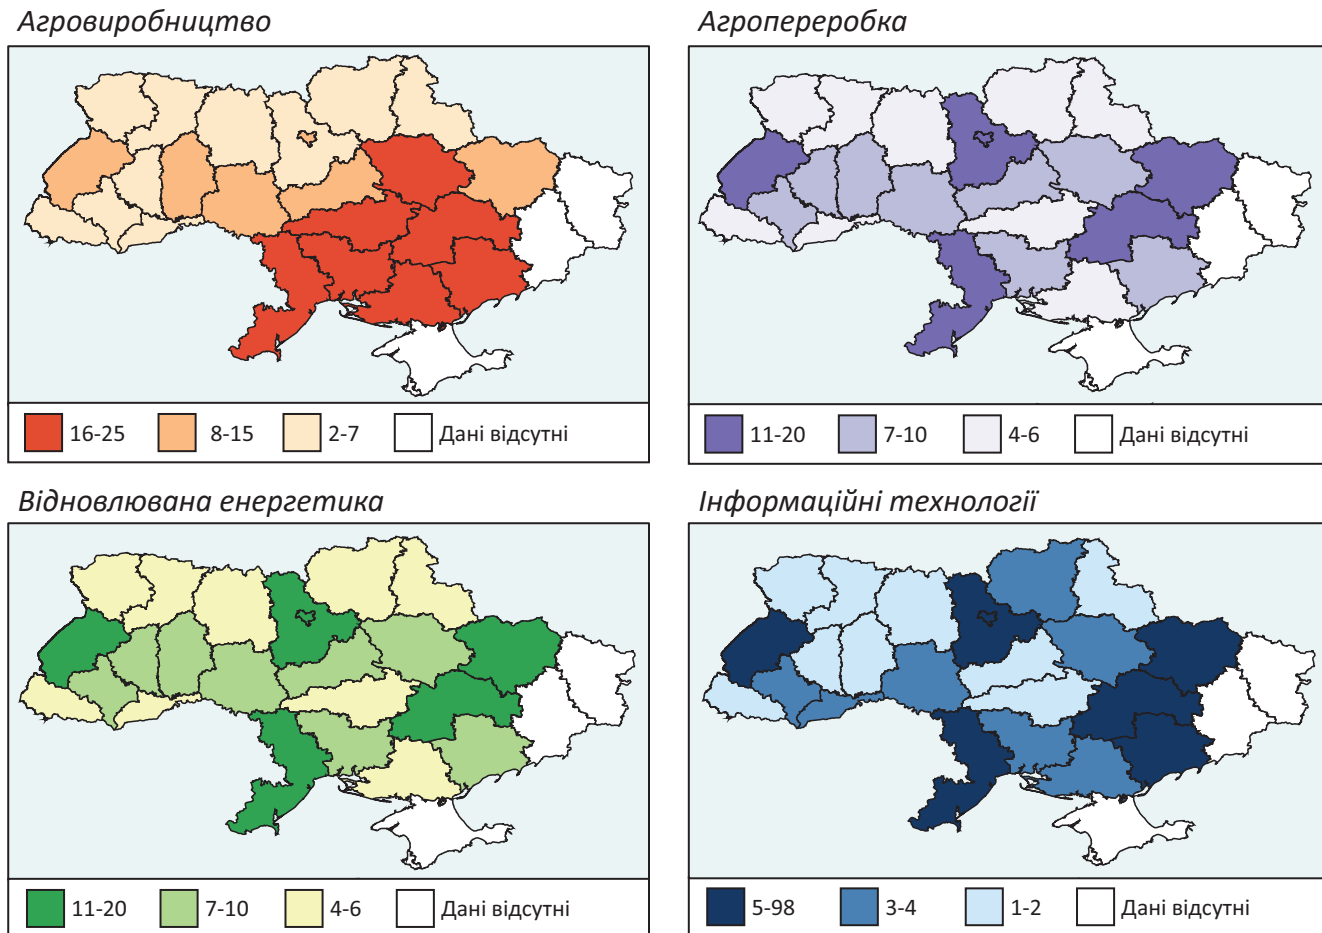 Агровиробництво
Агропереробка
16-25 8-15 2-7 Дані відсутні
11-20 7-10 4-6 Дані відсутні
Відновлювана енергетика
Інформаційні технології
11-20 7-10 4-6 Дані відсутні
5-98 3-4 1-2 Дані відсутні